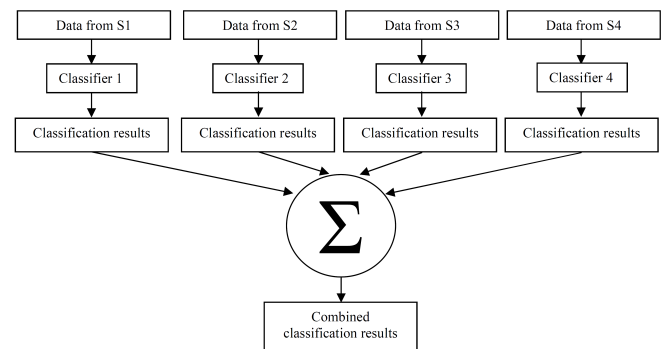 Data from S1
Data from S2
Data from S3
Data from S4
Classifier 1
Classifier 2
Classifier 3
Classifier 4
Classification results
Classification results
Classification results
Classification results
Σ
Combined
classification results